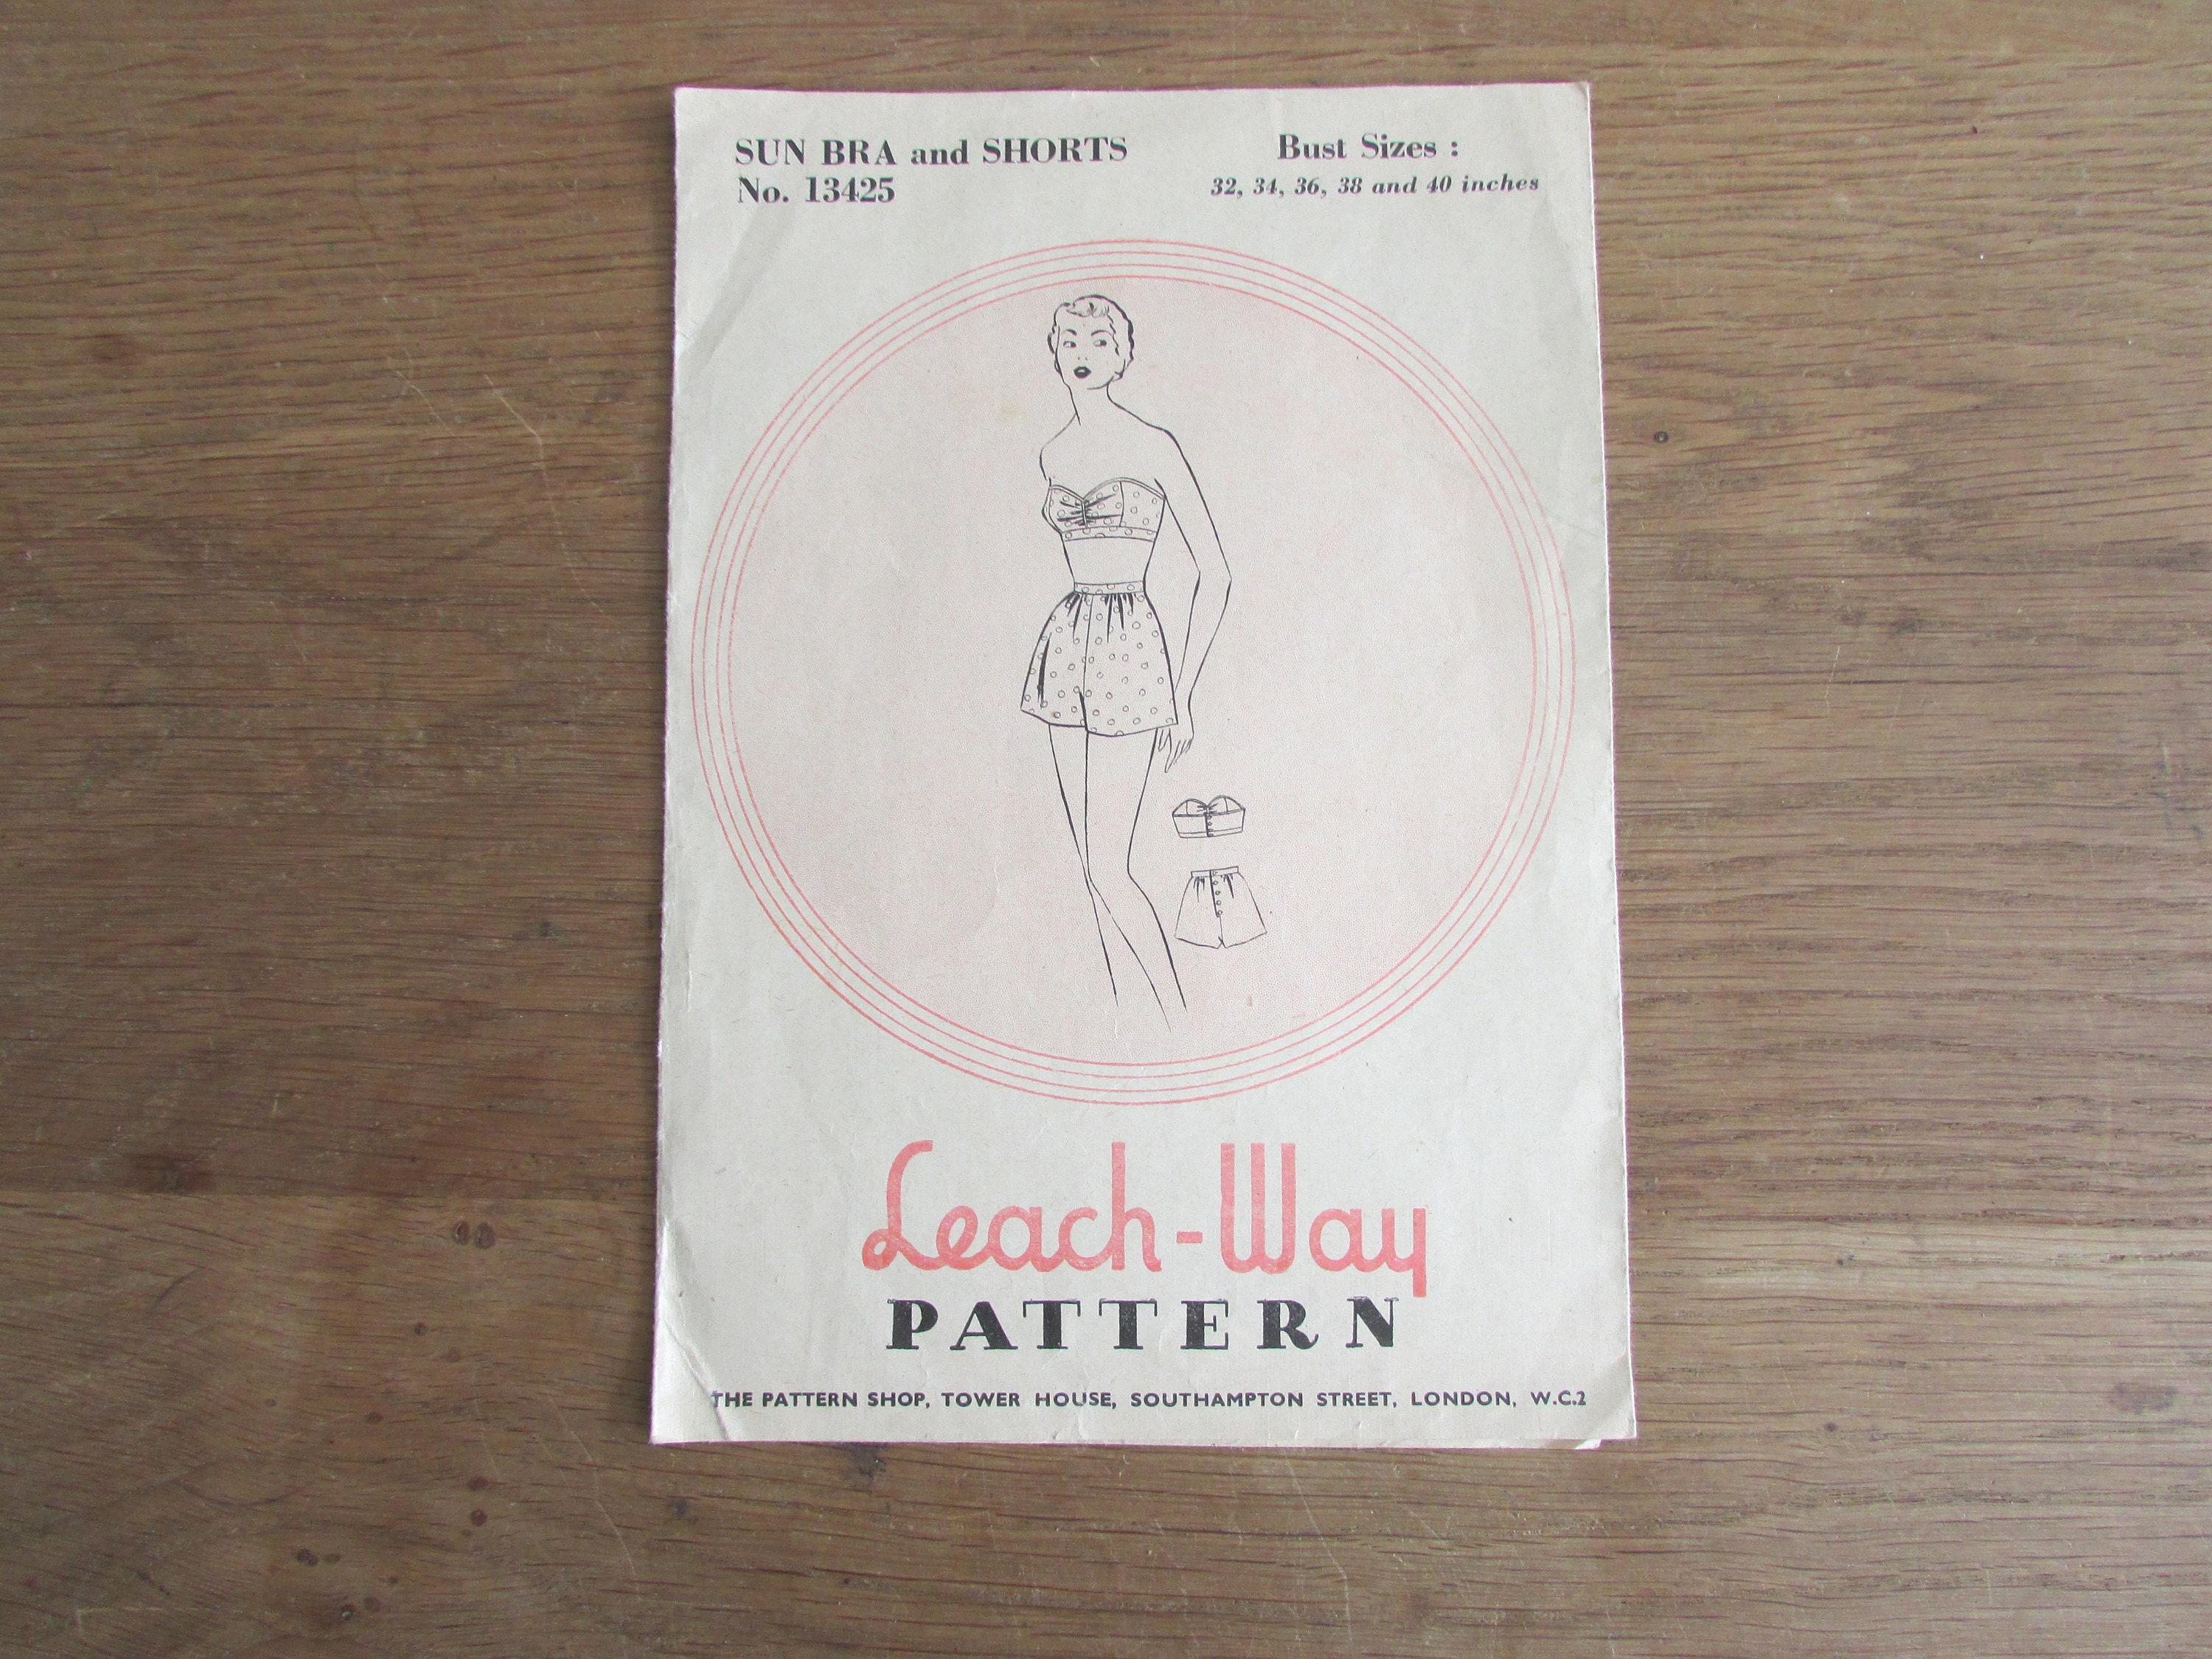 SUN BRA and SHORTS
No. 13425
Bust Sizes :
32, 34, 36, 38 and 40 inches
Leach-Way
PATTERN
THE PATTERN SHOP, TOWER HOUSE, SOUTHAMPTON STREET, LONDON, W.C.2